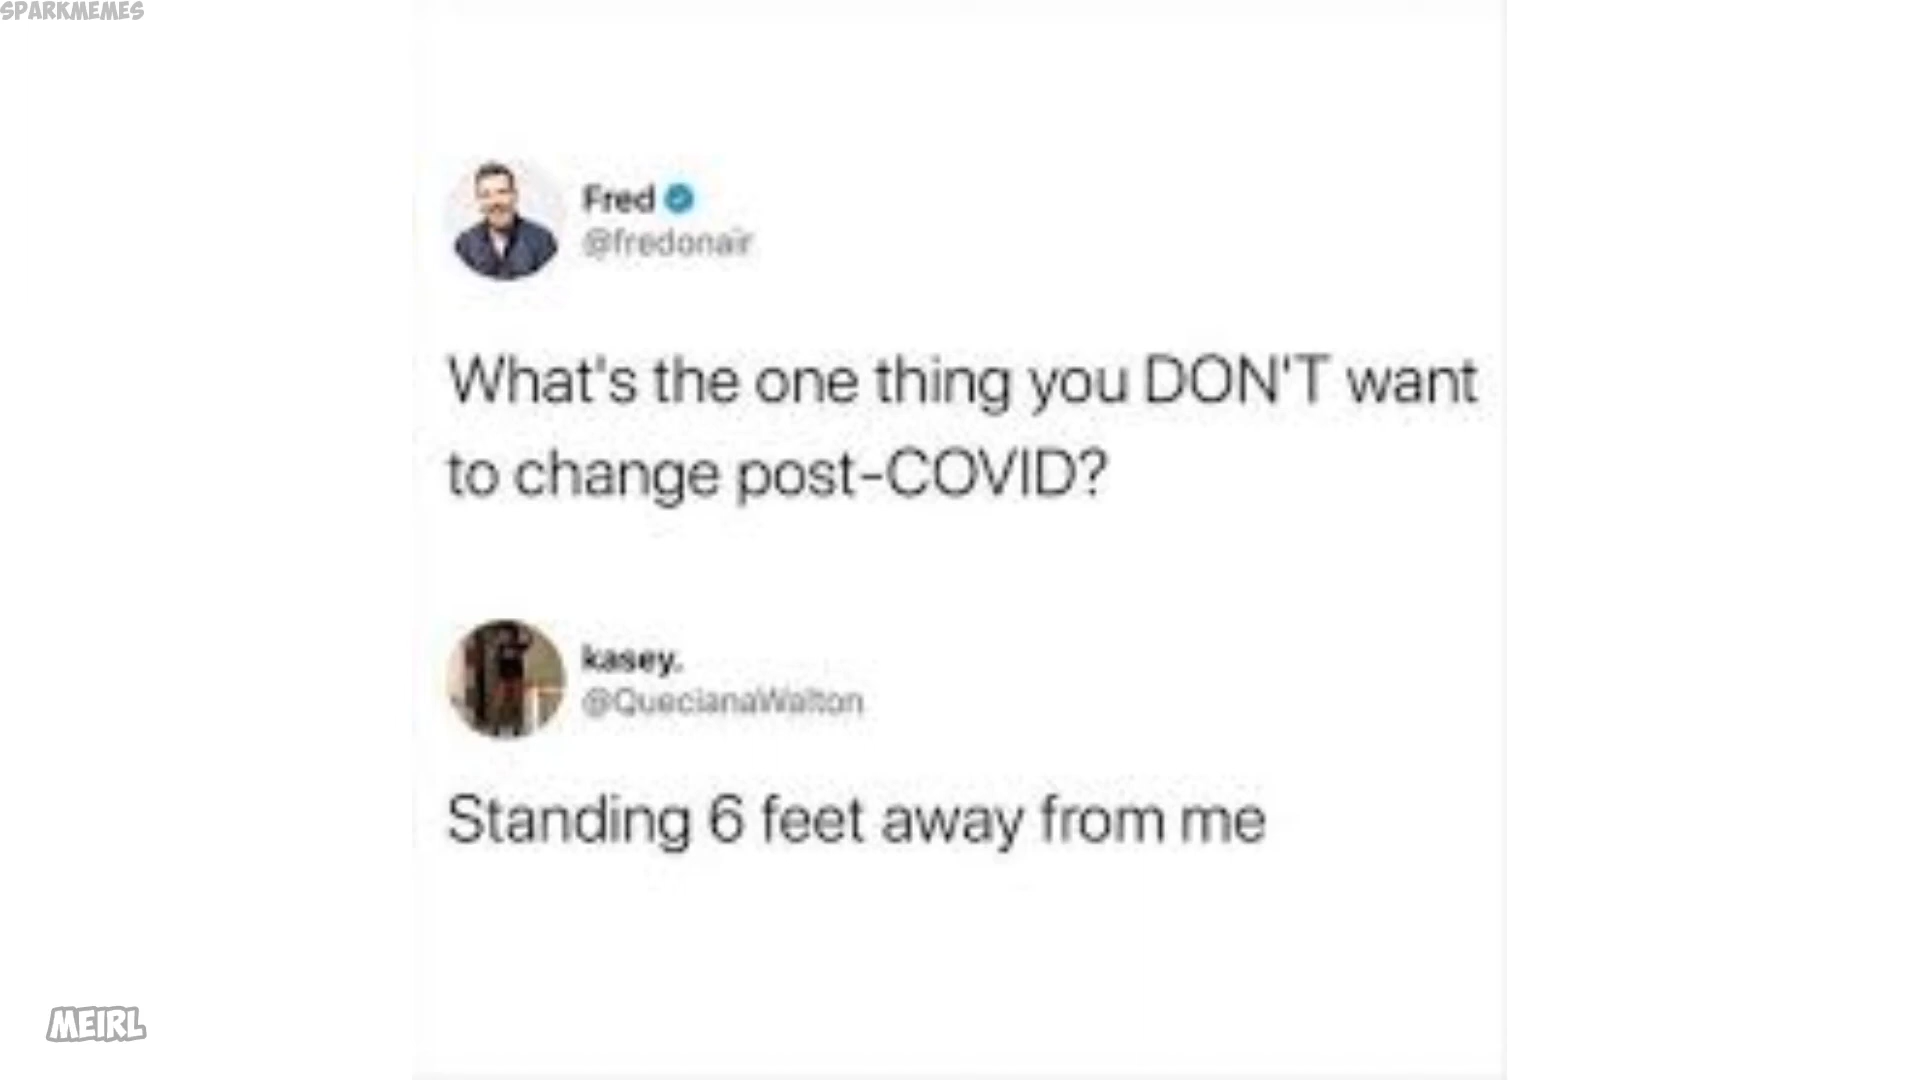 SPARKMEMES
Fred
@fredonair
What's the one thing you DON'T want
to change post-COVID?
kasey.
@QuecianaWalton
Standing 6 feet away from me
MEIRL